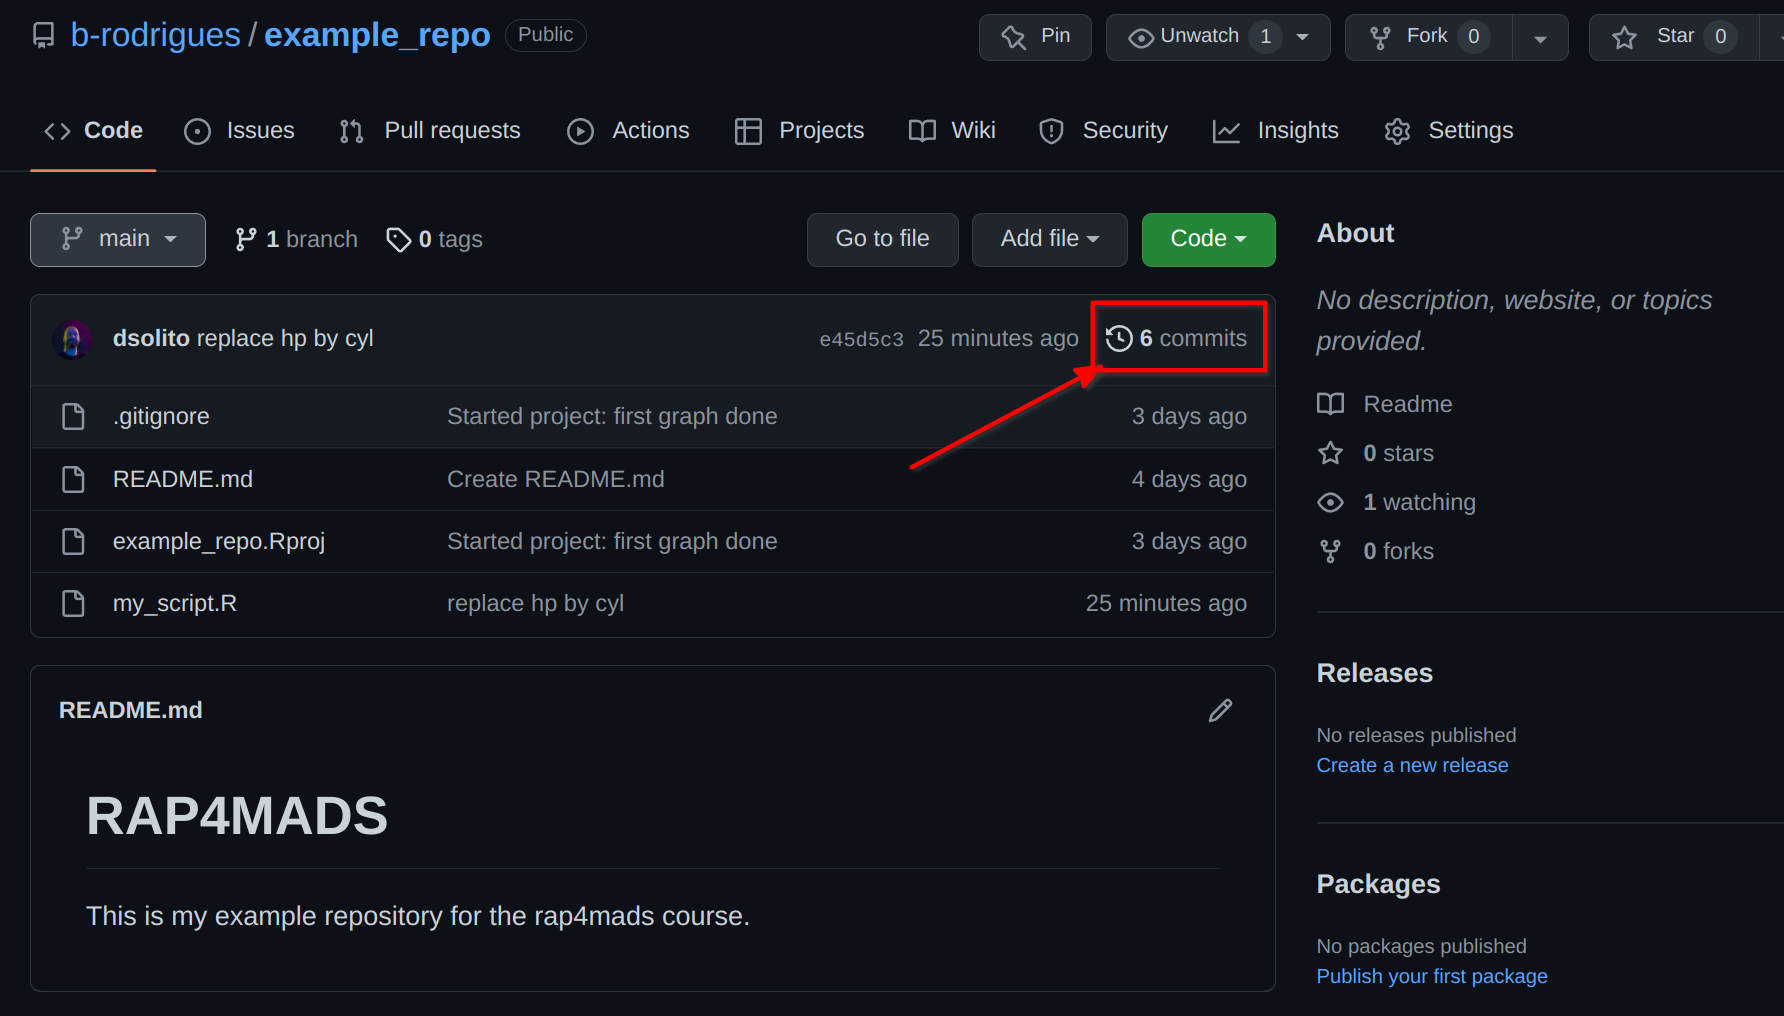 b-rodrigues / example_repo Public Pin Unwatch 1 Fork 0 Star 0
Code Issues Pull requests Actions Projects Wiki Security Insights Settings
main 1 branch 0 tags Go to file Add file Code
dsolito replace hp by cyl e45d5c3 25 minutes ago 6 commits
.gitignore Started project: first graph done 3 days ago
README.md Create README.md 4 days ago
example_repo.Rproj Started project: first graph done 3 days ago
my_script.R replace hp by cyl 25 minutes ago
README.md
RAP4MADS
This is my example repository for the rap4mads course.
About
No description, website, or topics
provided.
Readme
0 stars
1 watching
0 forks
Releases
No releases published
Create a new release
Packages
No packages published
Publish your first package